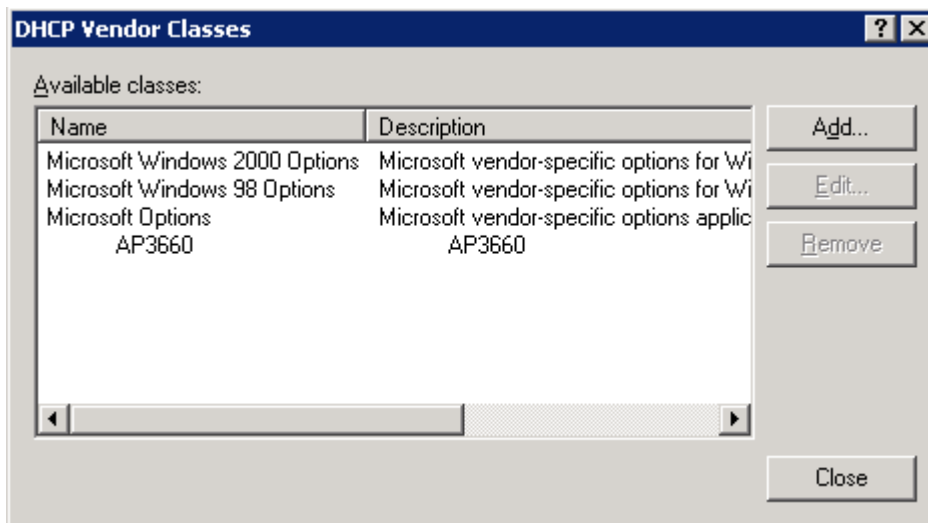 DHCP Vendor Classes
Available classes:
Name Description
Microsoft Windows 2000 Options Microsoft vendor-specific options for Wi
Microsoft Windows 98 Options Microsoft vendor-specific options for Wi
Microsoft Options Microsoft vendor-specific options applic
AP3660 AP3660
Add...
Edit...
Remove
Close